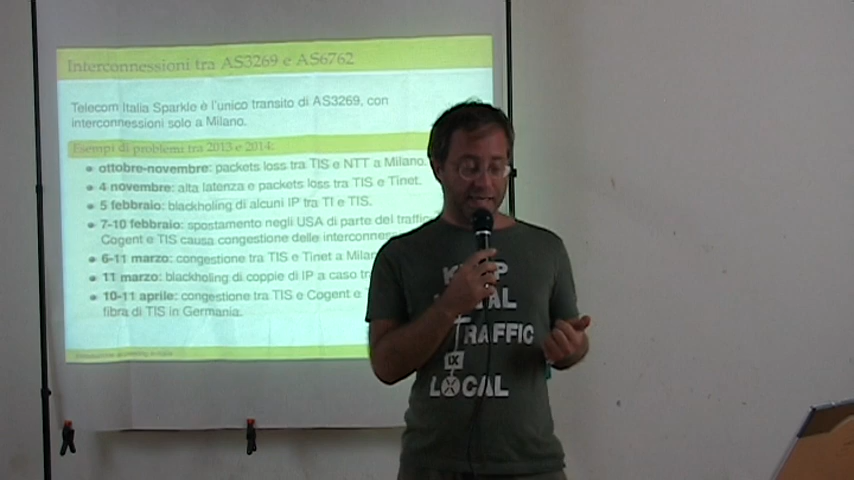 Interconnessioni tra AS3269 e AS6762
Telecom Italia Sparkle è l'unico transito di AS3269, con
interconnessioni solo a Milano.
Esempi di problemi tra 2013 e 2014:
ottobre-novembre: packets loss tra TIS e NTT a Milano.
4 novembre: alta latenza e packets loss tra TIS e Tinet.
5 febbraio: blackholing di alcuni IP tra TI e TIS.
7-10 febbraio: spostamento negli USA di parte del traffic
Cogent e TIS causa congestione delle interconness
6-11 marzo: congestione tra TIS e Tinet a Milan
11 marzo: blackholing di coppie di IP a caso tra
10-11 aprile: congestione tra TIS e Cogent e
fibra di TIS in Germania.
TRAFFIC
IX
LOCAL